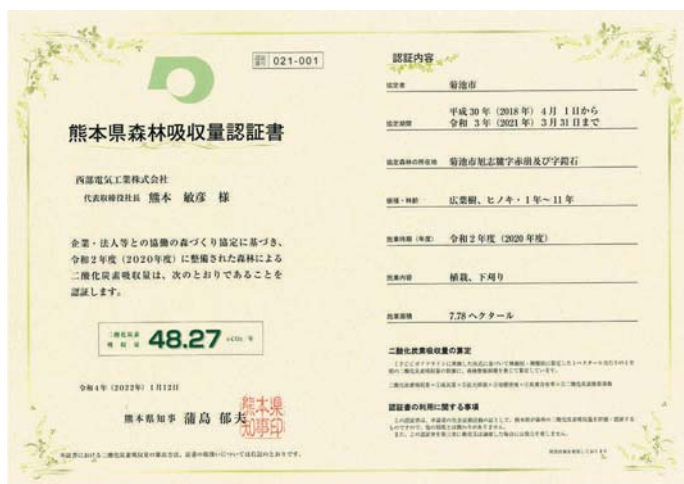 認証番号 021-001
熊本県森林吸収量認証書
西部電気工業株式会社
代表取締役社長 熊本 敏彦 様
企業・法人等との協働の森づくり協定に基づき、
令和2年度（2020年度）に整備された森林による
二酸化炭素吸収量は、次のとおりであることを
認証します。
二酸化炭素吸収量 48.27 t-CO₂/年
令和4年（2022年）1月12日
熊本県知事 蒲島 郁夫
熊本県知事印
認証内容
協定者 菊池市
協定期間 平成30年（2018年）4月 1日から
令和 3年（2021年）3月31日まで
協定森林の所在地 菊池市旭志麓字赤崩及び字鐙石
樹種・林齢 広葉樹、ヒノキ・1年～11年
施業時期（年度） 令和2年度（2020年度）
施業内容 植栽、下刈り
施業面積 7.78ヘクタール
二酸化炭素吸収量の算定
認証書の利用に関する事項